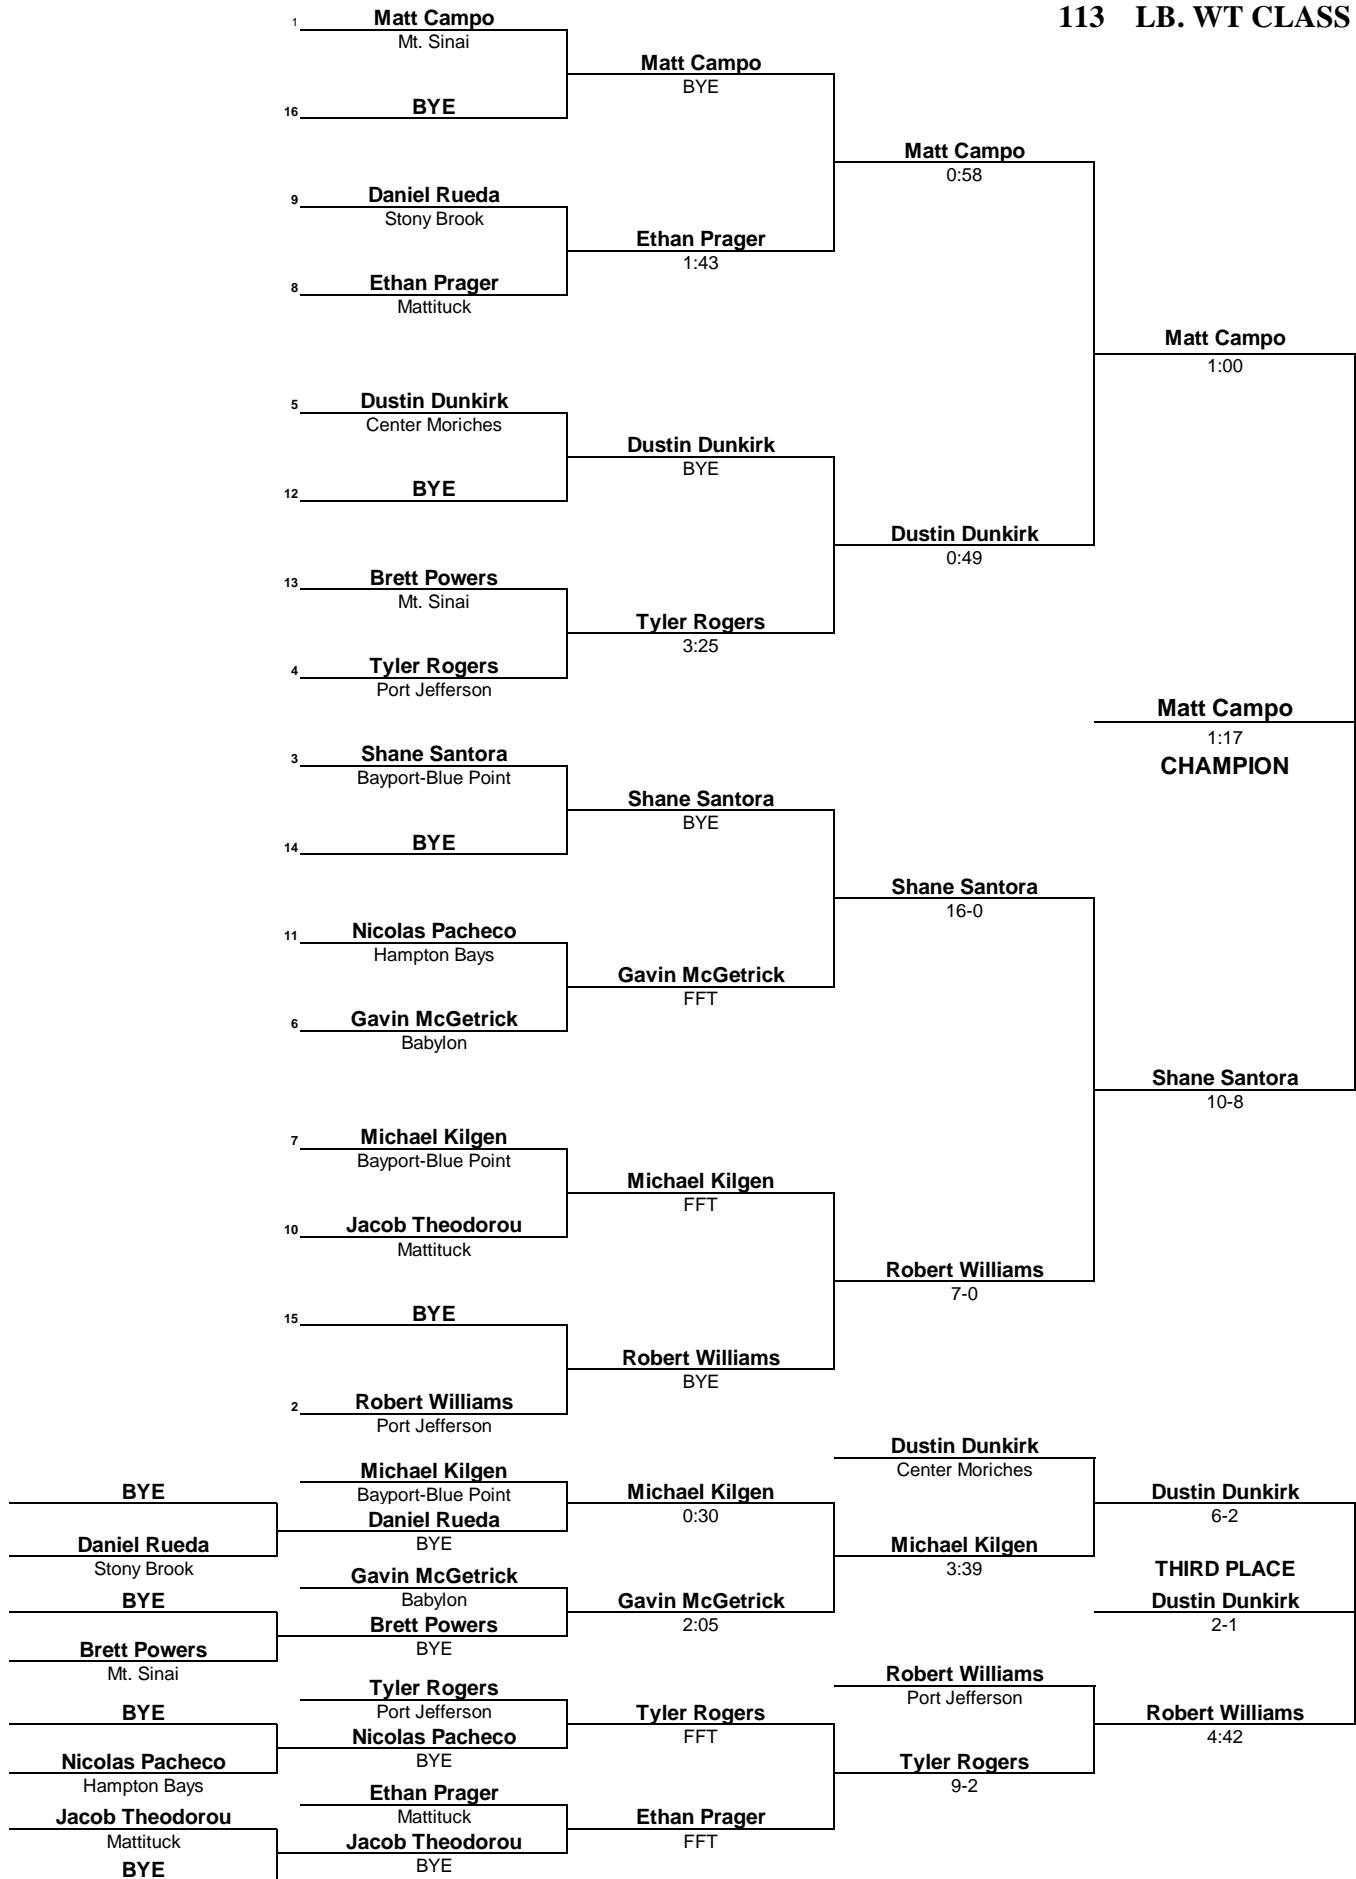 113 LB. WT CLASS
1 Matt Campo
Mt. Sinai
Matt Campo
BYE
16 BYE
Matt Campo
0:58
9 Daniel Rueda
Stony Brook
Ethan Prager
1:43
8 Ethan Prager
Mattituck
Matt Campo
1:00
5 Dustin Dunkirk
Center Moriches
Dustin Dunkirk
BYE
12 BYE
Dustin Dunkirk
0:49
13 Brett Powers
Mt. Sinai
Tyler Rogers
3:25
4 Tyler Rogers
Port Jefferson
Matt Campo
1:17
CHAMPION
3 Shane Santora
Bayport-Blue Point
Shane Santora
BYE
14 BYE
Shane Santora
16-0
11 Nicolas Pacheco
Hampton Bays
Gavin McGetrick
FFT
6 Gavin McGetrick
Babylon
Shane Santora
10-8
7 Michael Kilgen
Bayport-Blue Point
Michael Kilgen
FFT
10 Jacob Theodorou
Mattituck
Robert Williams
7-0
15 BYE
Robert Williams
BYE
2 Robert Williams
Port Jefferson
Dustin Dunkirk
Center Moriches
Michael Kilgen
Bayport-Blue Point
BYE
Michael Kilgen
0:30
Dustin Dunkirk
6-2
Daniel Rueda
BYE
Daniel Rueda
Stony Brook
Michael Kilgen
3:39
THIRD PLACE
Gavin McGetrick
Babylon
BYE
Gavin McGetrick
2:05
Dustin Dunkirk
2-1
Brett Powers
BYE
Brett Powers
Mt. Sinai
Robert Williams
Port Jefferson
Tyler Rogers
Port Jefferson
BYE
Tyler Rogers
FFT
Robert Williams
4:42
Nicolas Pacheco
BYE
Nicolas Pacheco
Hampton Bays
Tyler Rogers
9-2
Ethan Prager
Mattituck
Jacob Theodorou
Mattituck
Ethan Prager
FFT
Jacob Theodorou
BYE
BYE